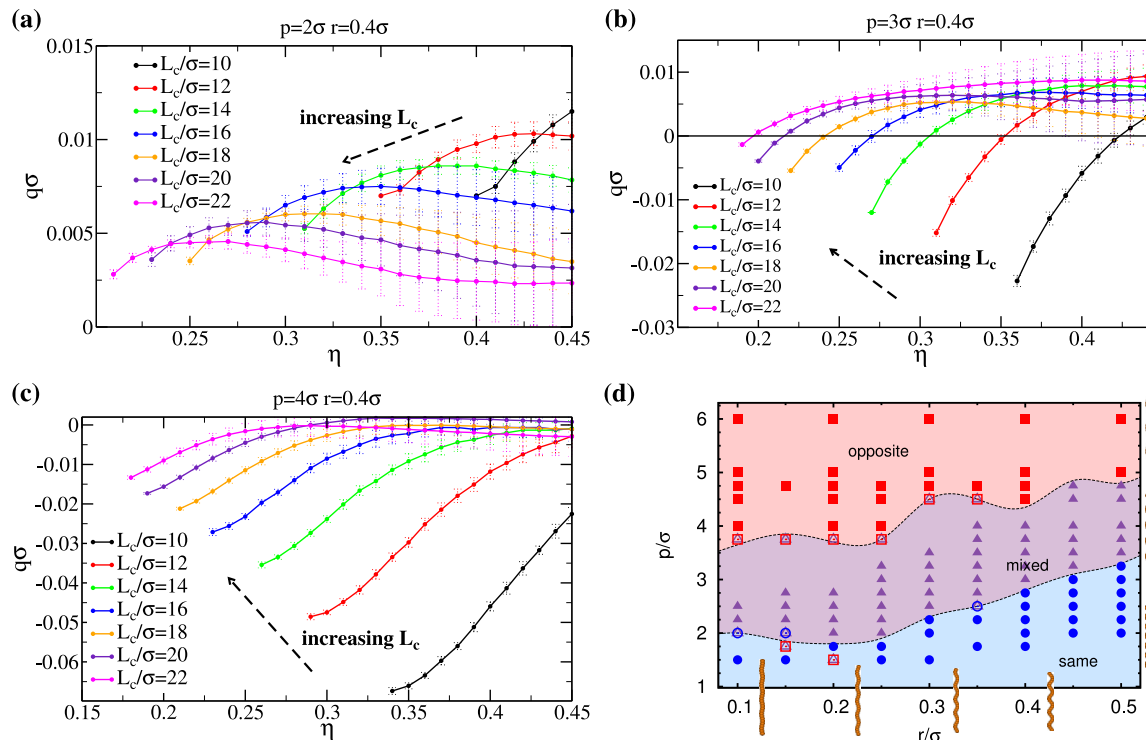 (a)
p=2σ r=0.4σ
0.015
0.01
0.005
0
qσ
L_c/σ=10
L_c/σ=12
L_c/σ=14
L_c/σ=16
L_c/σ=18
L_c/σ=20
L_c/σ=22
increasing L_c
0.25 0.3 0.35 0.4 0.45
η
(b)
p=3σ r=0.4σ
0.01
0
-0.01
-0.02
-0.03
qσ
L_c/σ=10
L_c/σ=12
L_c/σ=14
L_c/σ=16
L_c/σ=18
L_c/σ=20
L_c/σ=22
increasing L_c
0.2 0.25 0.3 0.35 0.4
η
(c)
p=4σ r=0.4σ
0
-0.01
-0.02
-0.03
-0.04
-0.05
-0.06
qσ
L_c/σ=10
L_c/σ=12
L_c/σ=14
L_c/σ=16
L_c/σ=18
L_c/σ=20
L_c/σ=22
increasing L_c
0.15 0.2 0.25 0.3 0.35 0.4 0.45
η
(d)
6
5
4
3
2
1
p/σ
opposite
mixed
same
0.1 0.2 0.3 0.4 0.5
r/σ